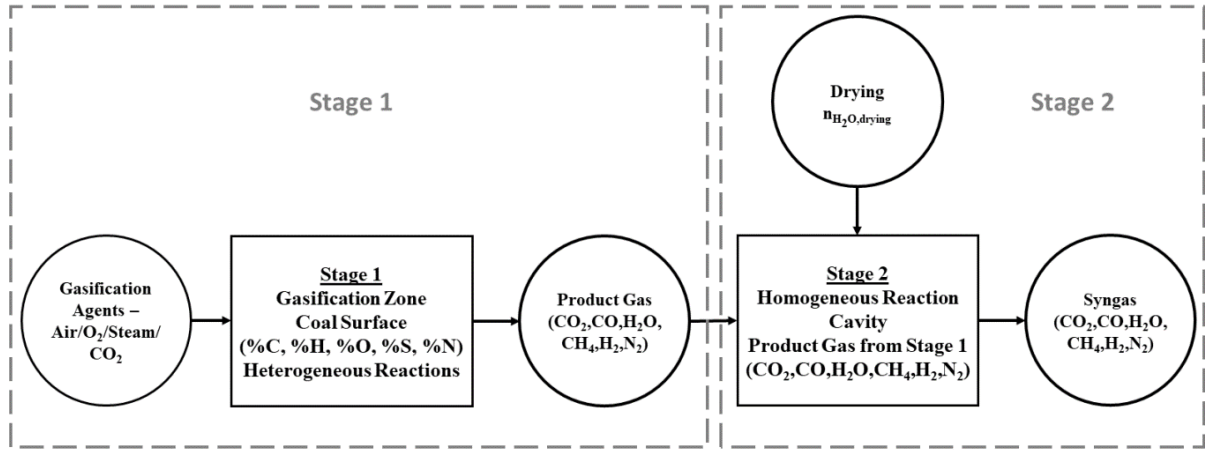 Stage 1
Stage 2
Drying
n_{H₂O,drying}
Gasification
Agents –
Air/O₂/Steam/
CO₂
Stage 1
Gasification Zone
Coal Surface
(%C, %H, %O, %S, %N)
Heterogeneous Reactions
Product Gas
(CO₂,CO,H₂O,
CH₄,H₂,N₂)
Stage 2
Homogeneous Reaction
Cavity
Product Gas from Stage 1
(CO₂,CO,H₂O,CH₄,H₂,N₂)
Syngas
(CO₂,CO,H₂O,
CH₄,H₂,N₂)